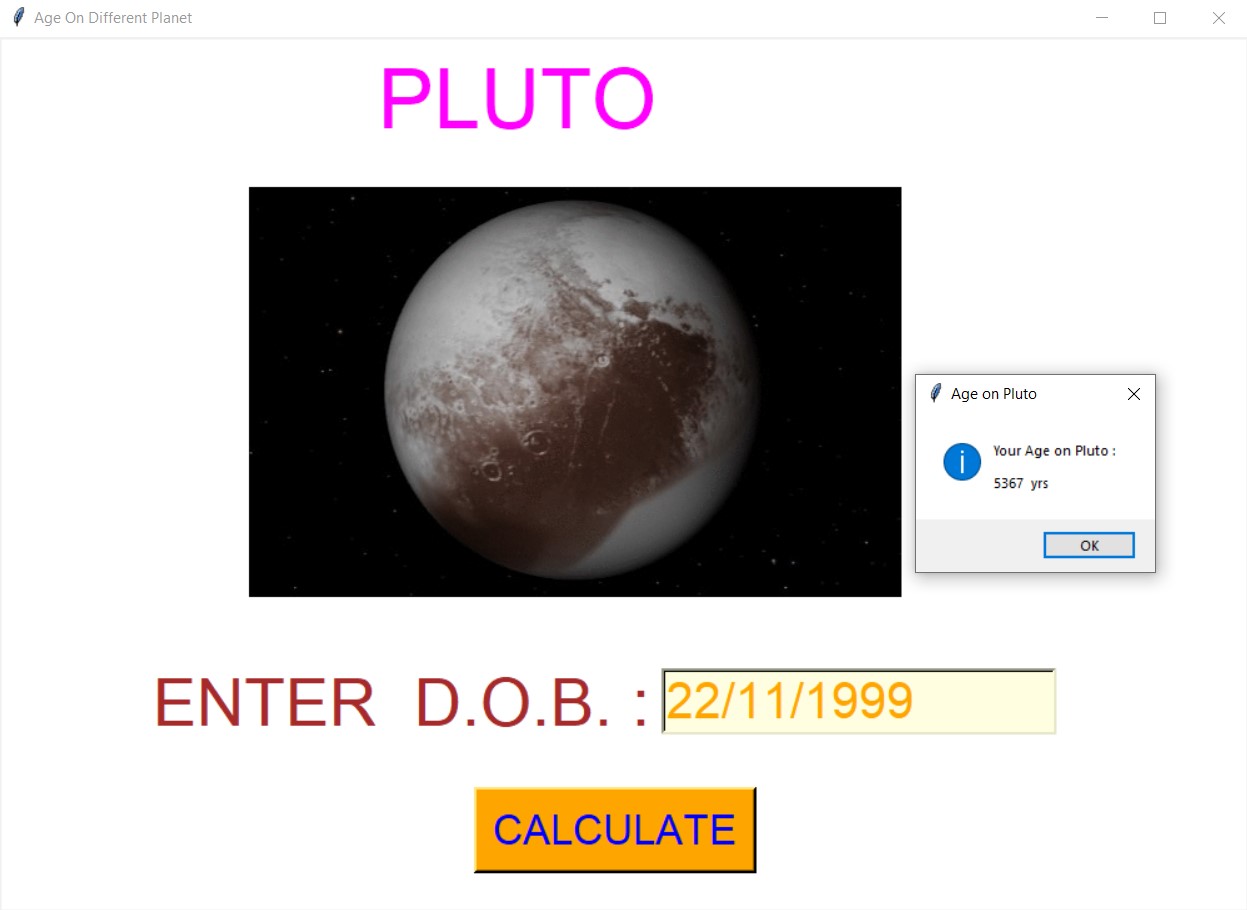 Age On Different Planet
PLUTO
Age on Pluto
Your Age on Pluto :
5367 yrs
OK
ENTER D.O.B. : 22/11/1999
CALCULATE